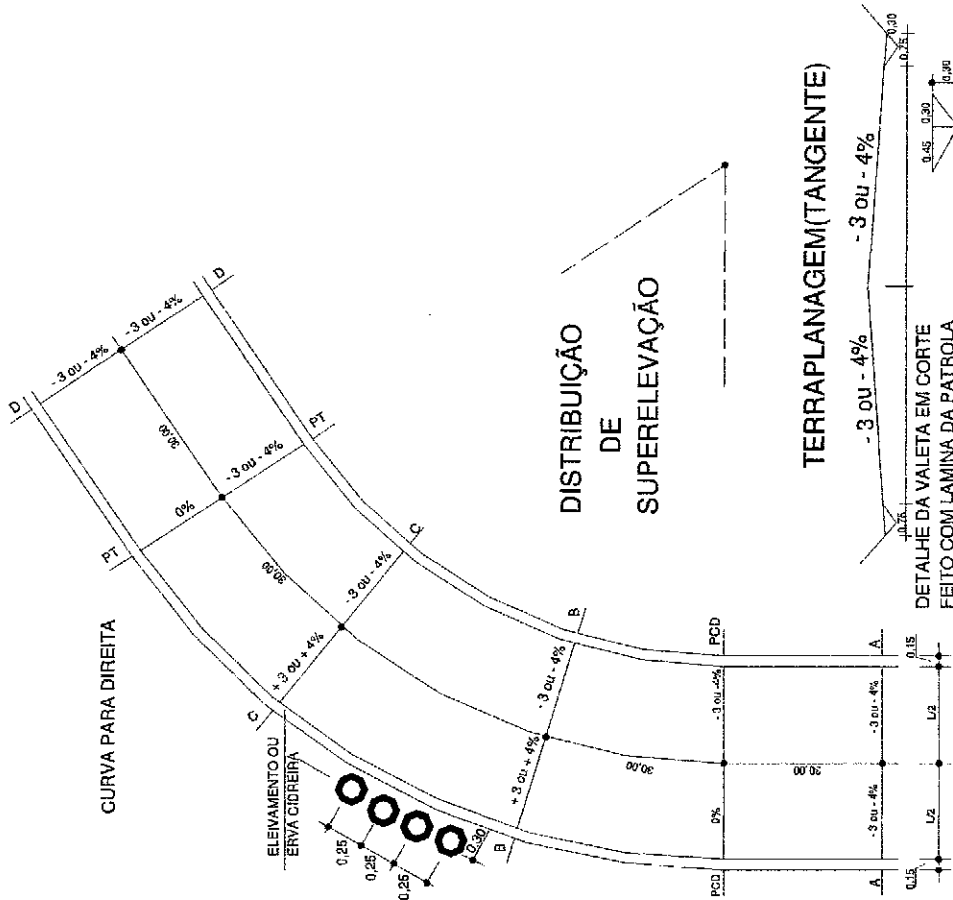 CURVA PARA DIREITA
D
- 3 ou - 4%
- 3 ou - 4%
D
30,00
PT
0%
- 3 ou - 4%
PT
30,00
C
+ 3 ou + 4%
- 3 ou - 4%
C
ELEIVAMENTO OU
ERVA CIDREIRA
0,25
0,25
0,25
0,30
B
+ 3 ou + 4%
- 3 ou - 4%
B
30,00
PCD
0%
- 3 ou - 4%
PCD
30,00
A
- 3 ou - 4%
- 3 ou - 4%
A
0,15
L/2
L/2
0,15
DISTRIBUIÇÃO
DE
SUPERELEVAÇÃO
TERRAPLANAGEM(TANGENTE)
- 3 ou - 4%
- 3 ou - 4%
0,75
0,75
0,30
DETALHE DA VALETA EM CORTE
FEITO COM LAMINA DA PATROLA
0,45
0,30
0,30